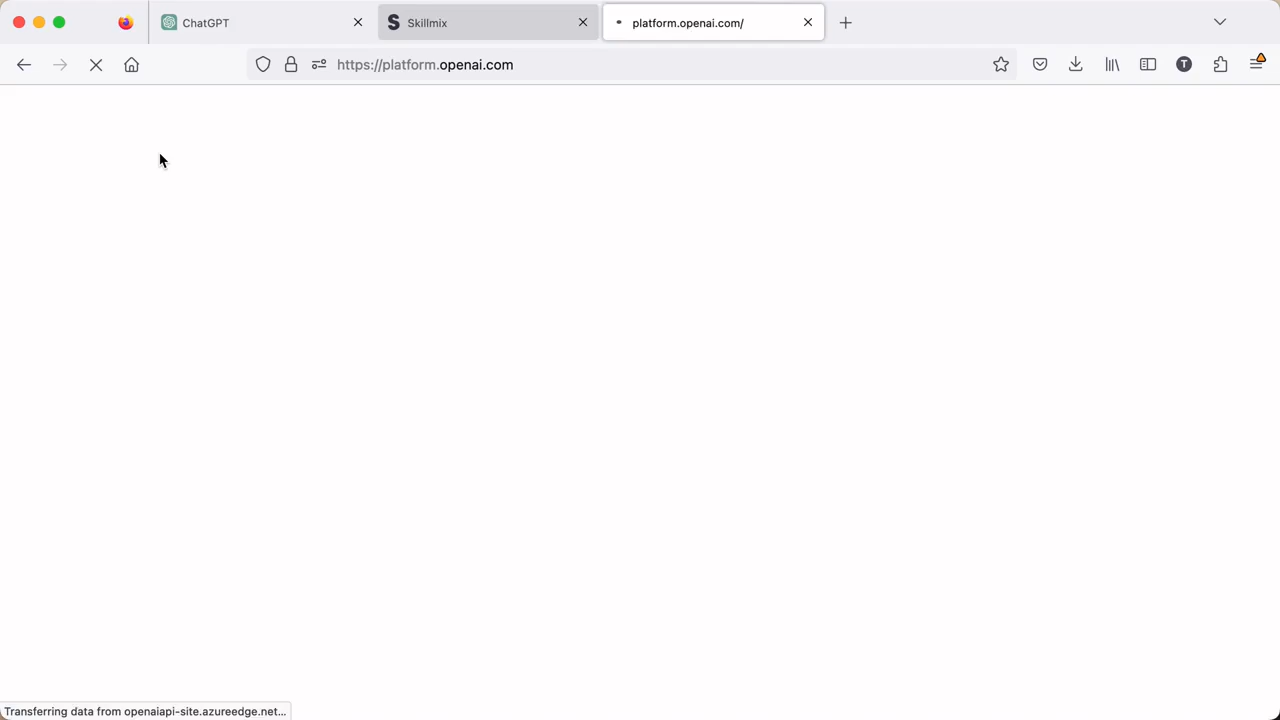 ChatGPT
Skillmix
platform.openai.com/
https://platform.openai.com
T
Transferring data from openaiapi-site.azureedge.net...